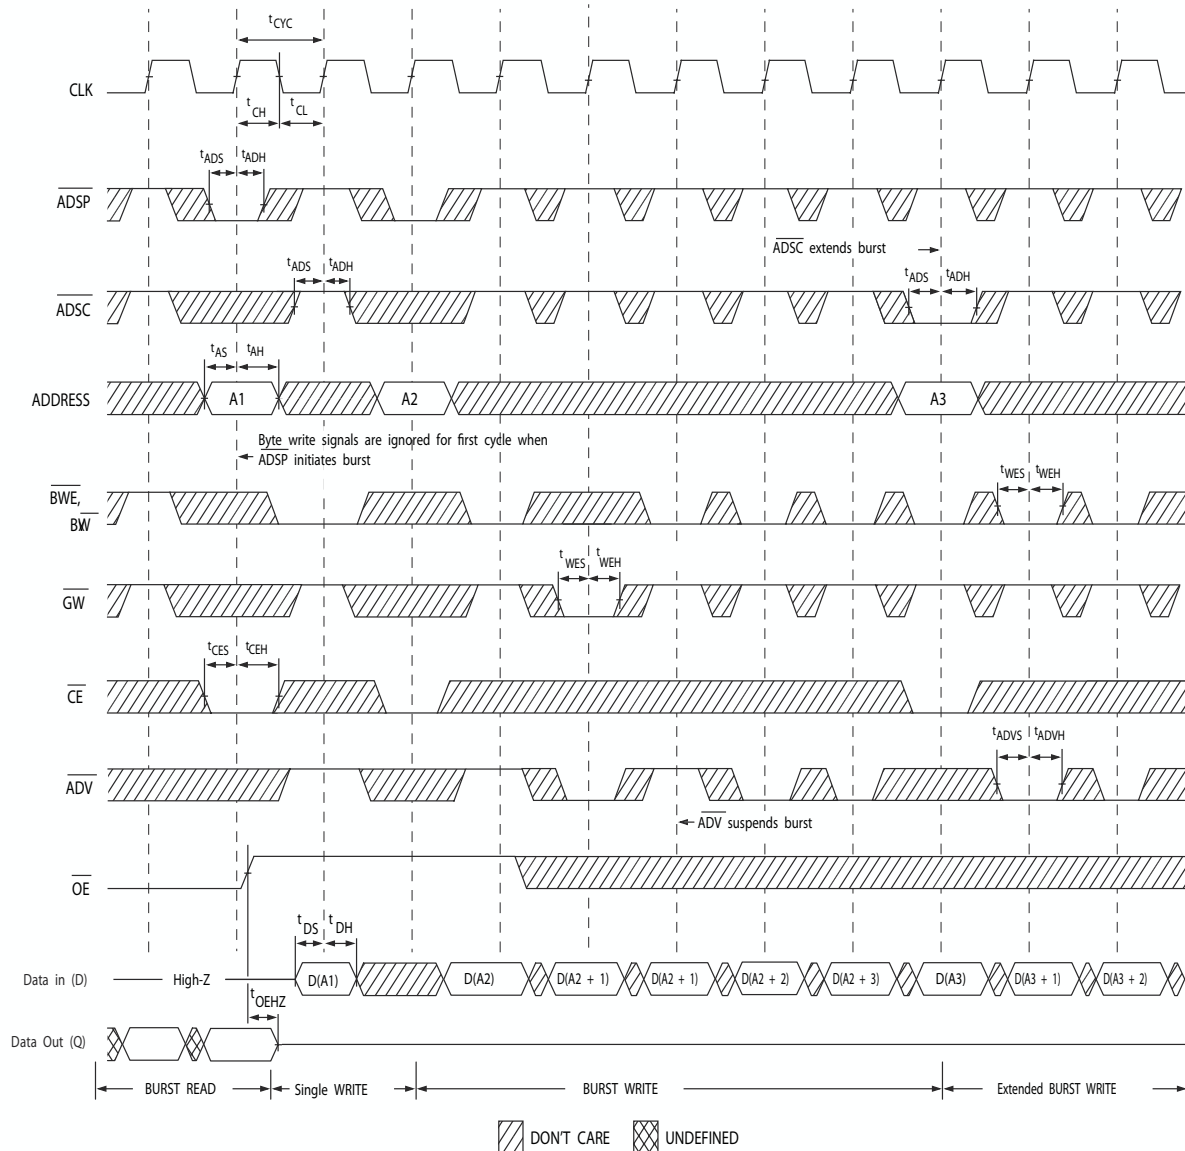 tCYC
CLK
tCH
tCL
tADS tADH
ADSP
ADSC extends burst
tADS tADH
tADS tADH
ADSC
tAS tAH
ADDRESS
A1
A2
A3
Byte write signals are ignored for first cycle when
ADSP initiates burst
BWE,
BW
tWES tWEH
tWES tWEH
GW
tCES tCEH
CE
tADVS tADVH
ADV
ADV suspends burst
OE
tDS tDH
Data in (D)
High-Z
D(A1)
D(A2)
D(A2 + 1)
D(A2 + 1)
D(A2 + 2)
D(A2 + 3)
D(A3)
D(A3 + 1)
D(A3 + 2)
tOEHZ
Data Out (Q)
BURST READ
Single WRITE
BURST WRITE
Extended BURST WRITE
DON'T CARE
UNDEFINED